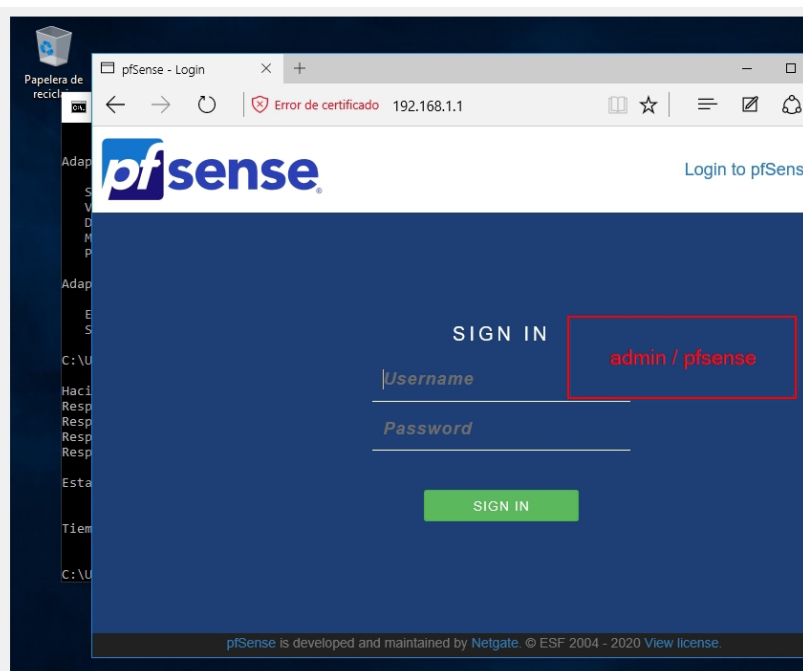 Papelera de
recicl
pfSense - Login
Error de certificado 192.168.1.1
pfsense
Login to pfSens
SIGN IN
admin / pfsense
Username
Password
SIGN IN
pfSense is developed and maintained by Netgate. © ESF 2004 - 2020 View license.
Adap
S
V
D
M
P
Adap
E
S
C:\U
Haci
Resp
Resp
Resp
Resp
Esta
Tiem
C:\U